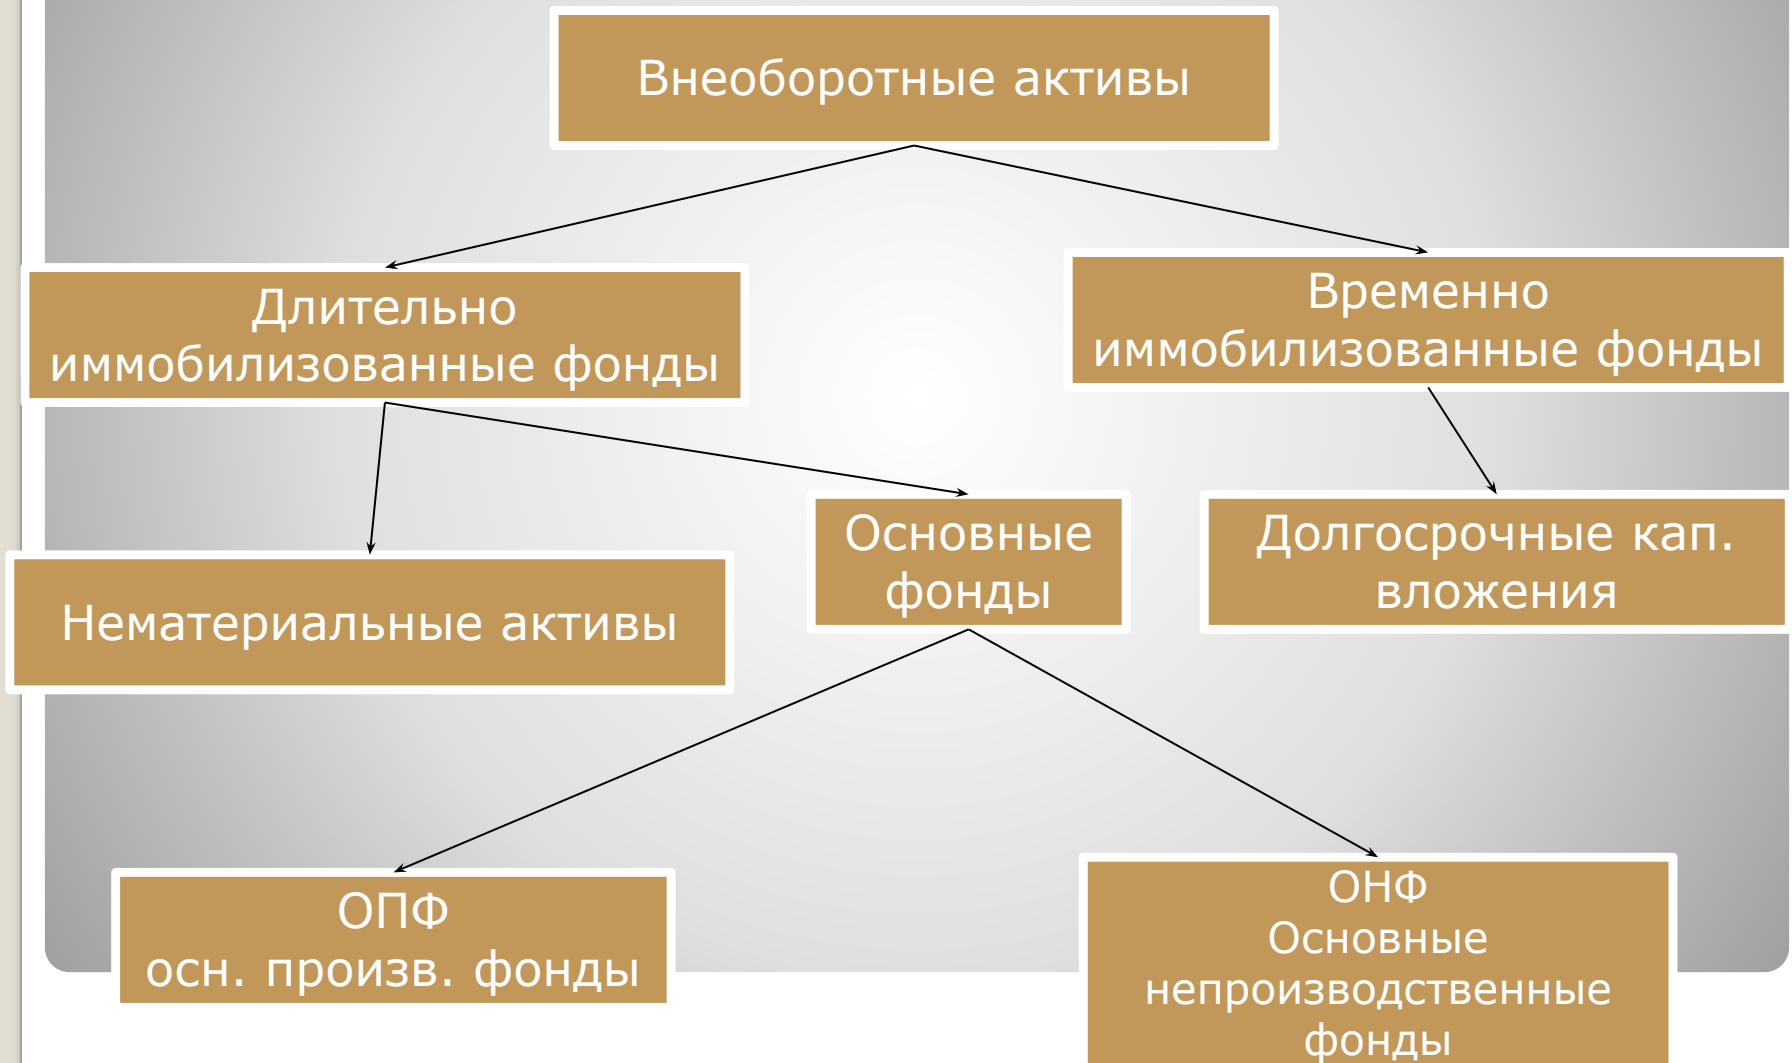 Внеоборотные активы
Длительно
иммобилизованные фонды
Временно
иммобилизованные фонды
Нематериальные активы
Основные
фонды
Долгосрочные кап.
вложения
ОПФ
осн. произв. фонды
ОНФ
Основные
непроизводственные
фонды